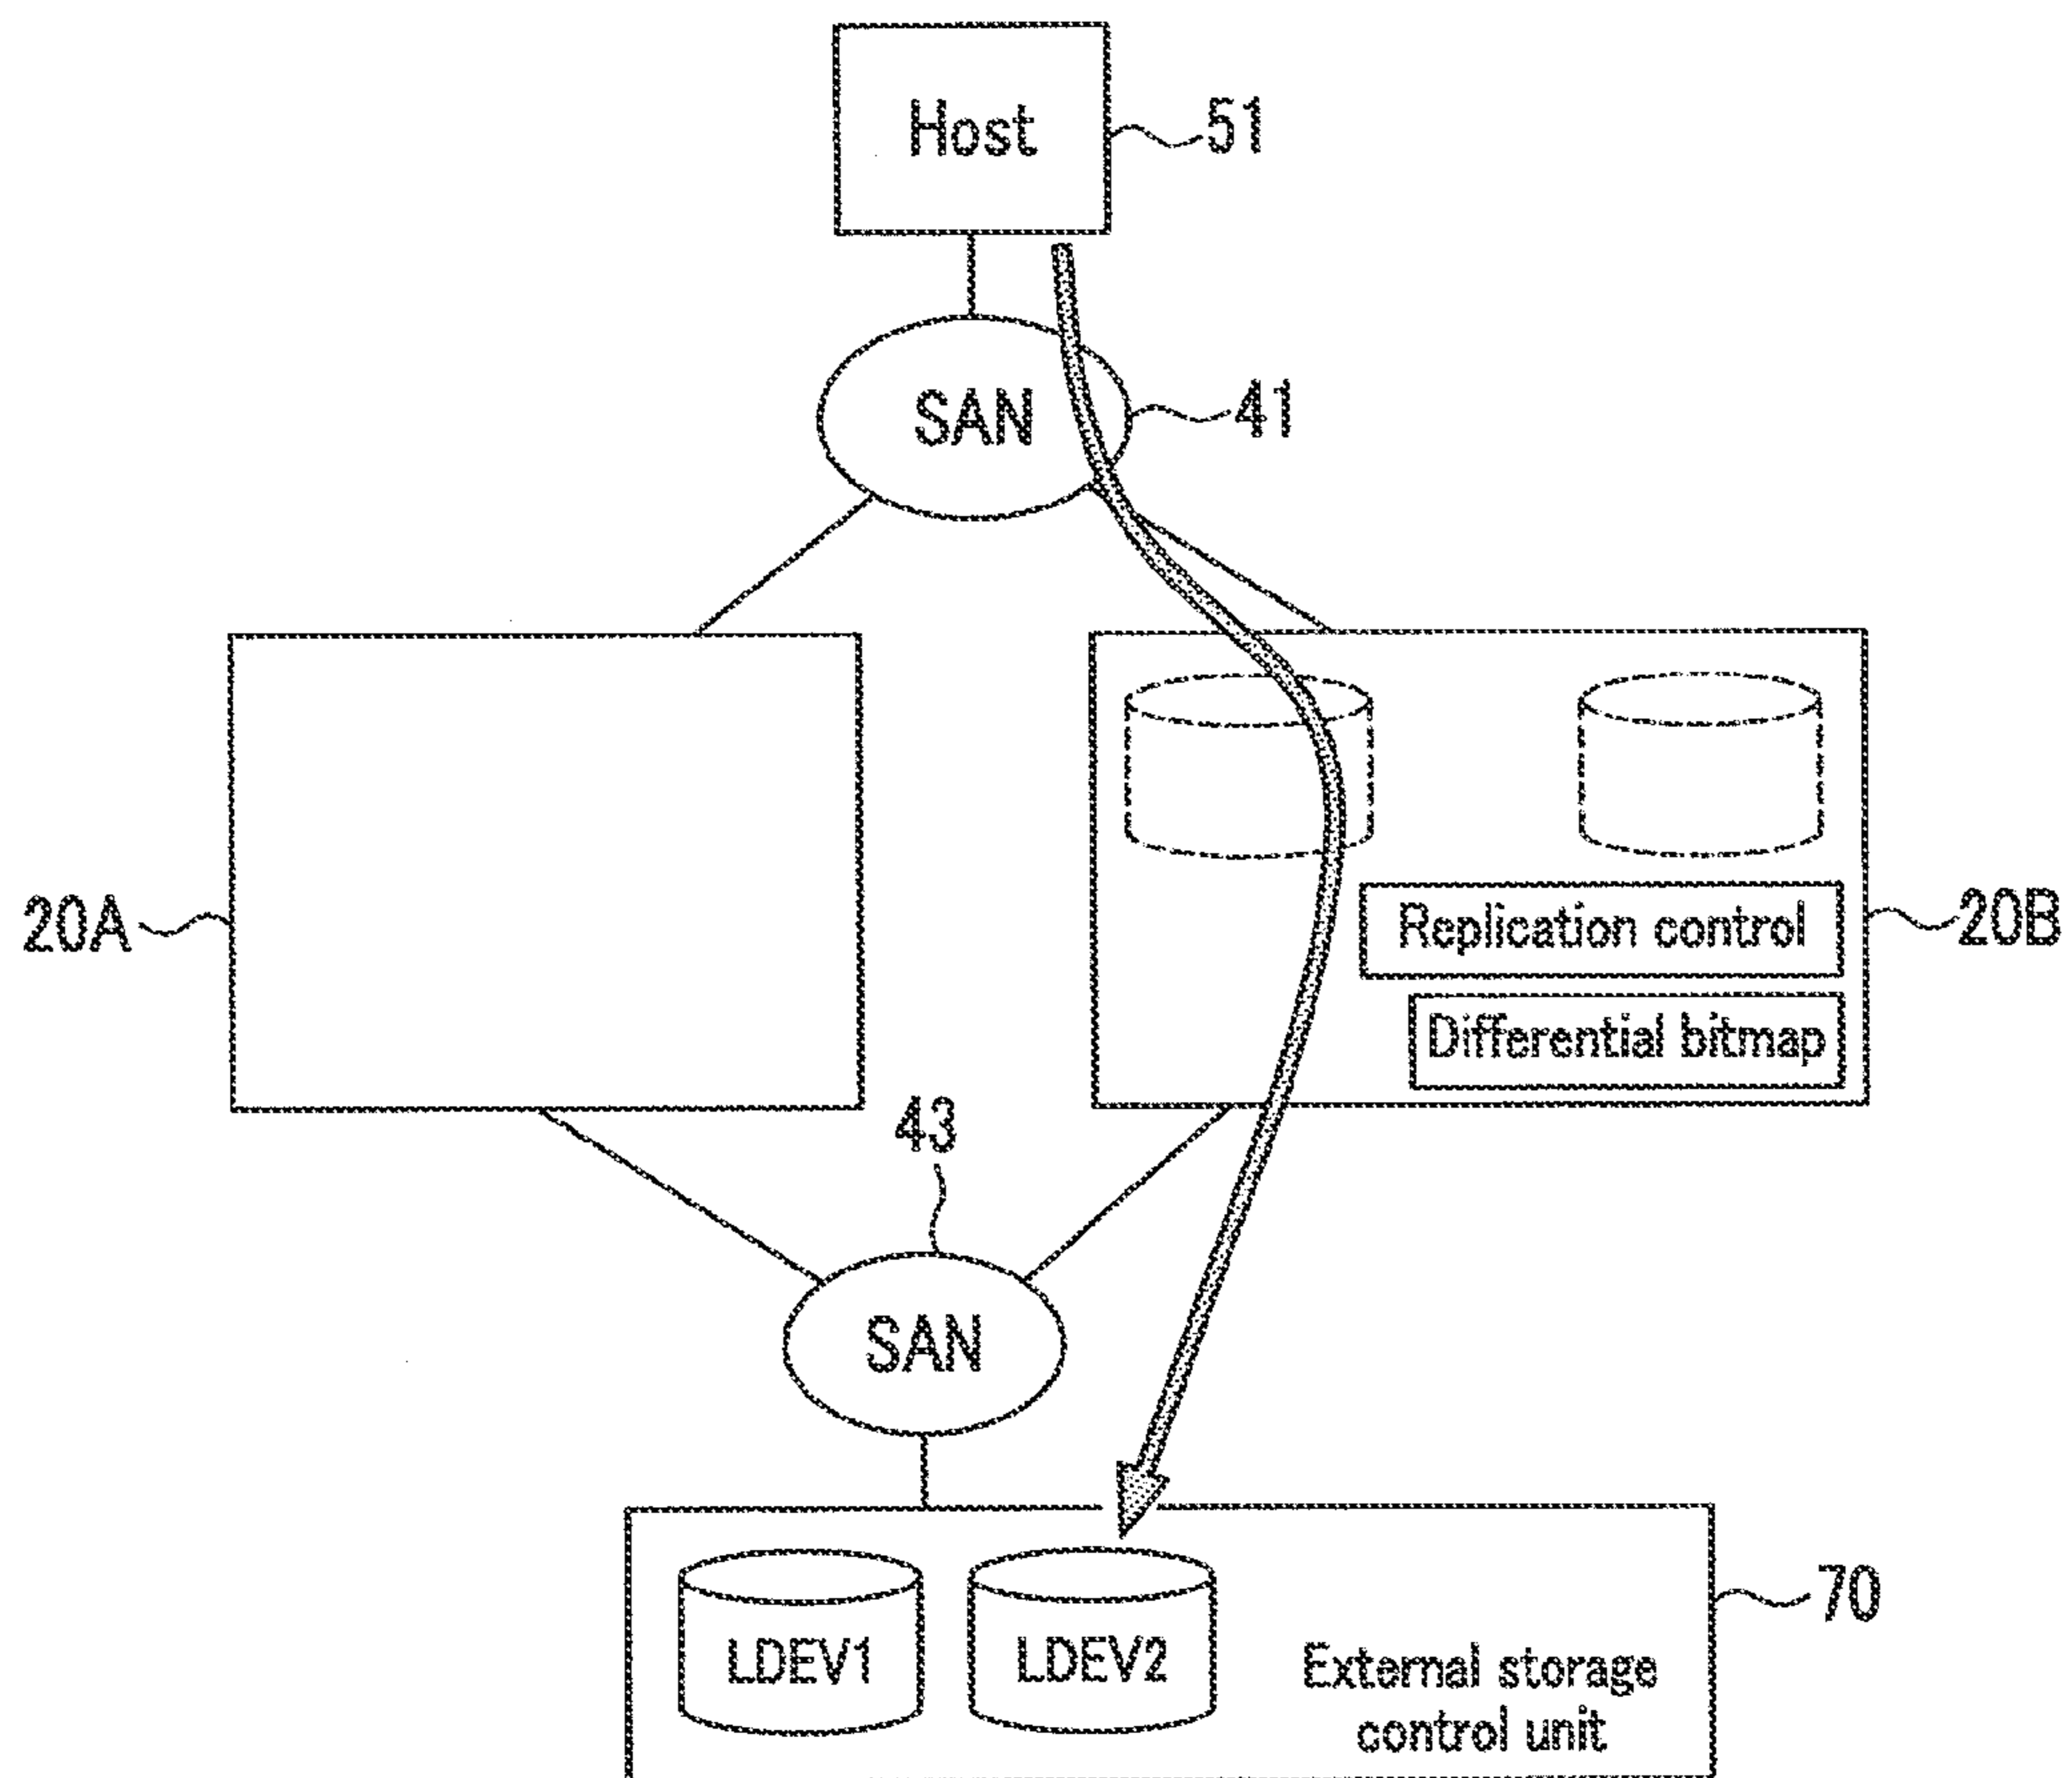 Host
51
SAN
41
20A
Replication control
20B
Differential bitmap
43
SAN
LDEV1
LDEV2
70
External storage
control unit